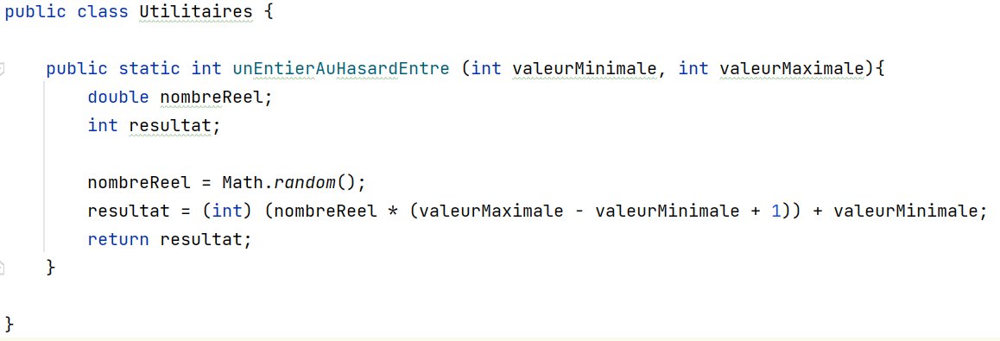 public class Utilitaires {
public static int unEntierAuHasardEntre (int valeurMinimale, int valeurMaximale){
double nombreReel;
int resultat;
nombreReel = Math.random();
resultat = (int) (nombreReel * (valeurMaximale - valeurMinimale + 1)) + valeurMinimale;
return resultat;
}
}